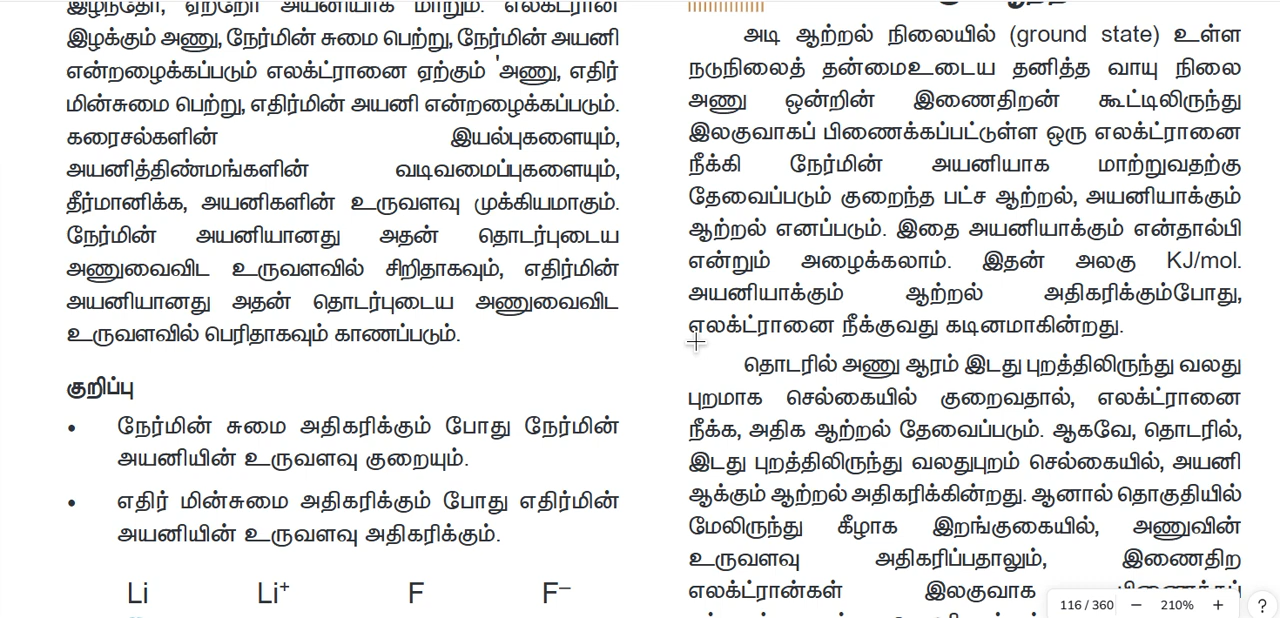 இழந்தோ, ஏற்றோ அயனியாக மாறும். எலக்ட்ரான்
இழக்கும் அணு, நேர்மின் சுமை பெற்று, நேர்மின் அயனி
என்றழைக்கப்படும் எலக்ட்ரானை ஏற்கும் 'அணு, எதிர்
மின்சுமை பெற்று, எதிர்மின் அயனி என்றழைக்கப்படும்.
கரைசல்களின் இயல்புகளையும்,
அயனித்திண்மங்களின் வடிவமைப்புகளையும்,
தீர்மானிக்க, அயனிகளின் உருவளவு முக்கியமாகும்.
நேர்மின் அயனியானது அதன் தொடர்புடைய
அணுவைவிட உருவளவில் சிறிதாகவும், எதிர்மின்
அயனியானது அதன் தொடர்புடைய அணுவைவிட
உருவளவில் பெரிதாகவும் காணப்படும்.
குறிப்பு
• நேர்மின் சுமை அதிகரிக்கும் போது நேர்மின்
அயனியின் உருவளவு குறையும்.
• எதிர் மின்சுமை அதிகரிக்கும் போது எதிர்மின்
அயனியின் உருவளவு அதிகரிக்கும்.
Li Li⁺ F F⁻
அடி ஆற்றல் நிலையில் (ground state) உள்ள
நடுநிலைத் தன்மைஉடைய தனித்த வாயு நிலை
அணு ஒன்றின் இணைதிறன் கூட்டிலிருந்து
இலகுவாகப் பிணைக்கப்பட்டுள்ள ஒரு எலக்ட்ரானை
நீக்கி நேர்மின் அயனியாக மாற்றுவதற்கு
தேவைப்படும் குறைந்த பட்ச ஆற்றல், அயனியாக்கும்
ஆற்றல் எனப்படும். இதை அயனியாக்கும் என்தால்பி
என்றும் அழைக்கலாம். இதன் அலகு KJ/mol.
அயனியாக்கும் ஆற்றல் அதிகரிக்கும்போது,
எலக்ட்ரானை நீக்குவது கடினமாகின்றது.
தொடரில் அணு ஆரம் இடது புறத்திலிருந்து வலது
புறமாக செல்கையில் குறைவதால், எலக்ட்ரானை
நீக்க, அதிக ஆற்றல் தேவைப்படும். ஆகவே, தொடரில்,
இடது புறத்திலிருந்து வலதுபுறம் செல்கையில், அயனி
ஆக்கும் ஆற்றல் அதிகரிக்கின்றது. ஆனால் தொகுதியில்
மேலிருந்து கீழாக இறங்குகையில், அணுவின்
உருவளவு அதிகரிப்பதாலும், இணைதிற
எலக்ட்ரான்கள் இலகுவாக
116 / 360 − 210% + ?